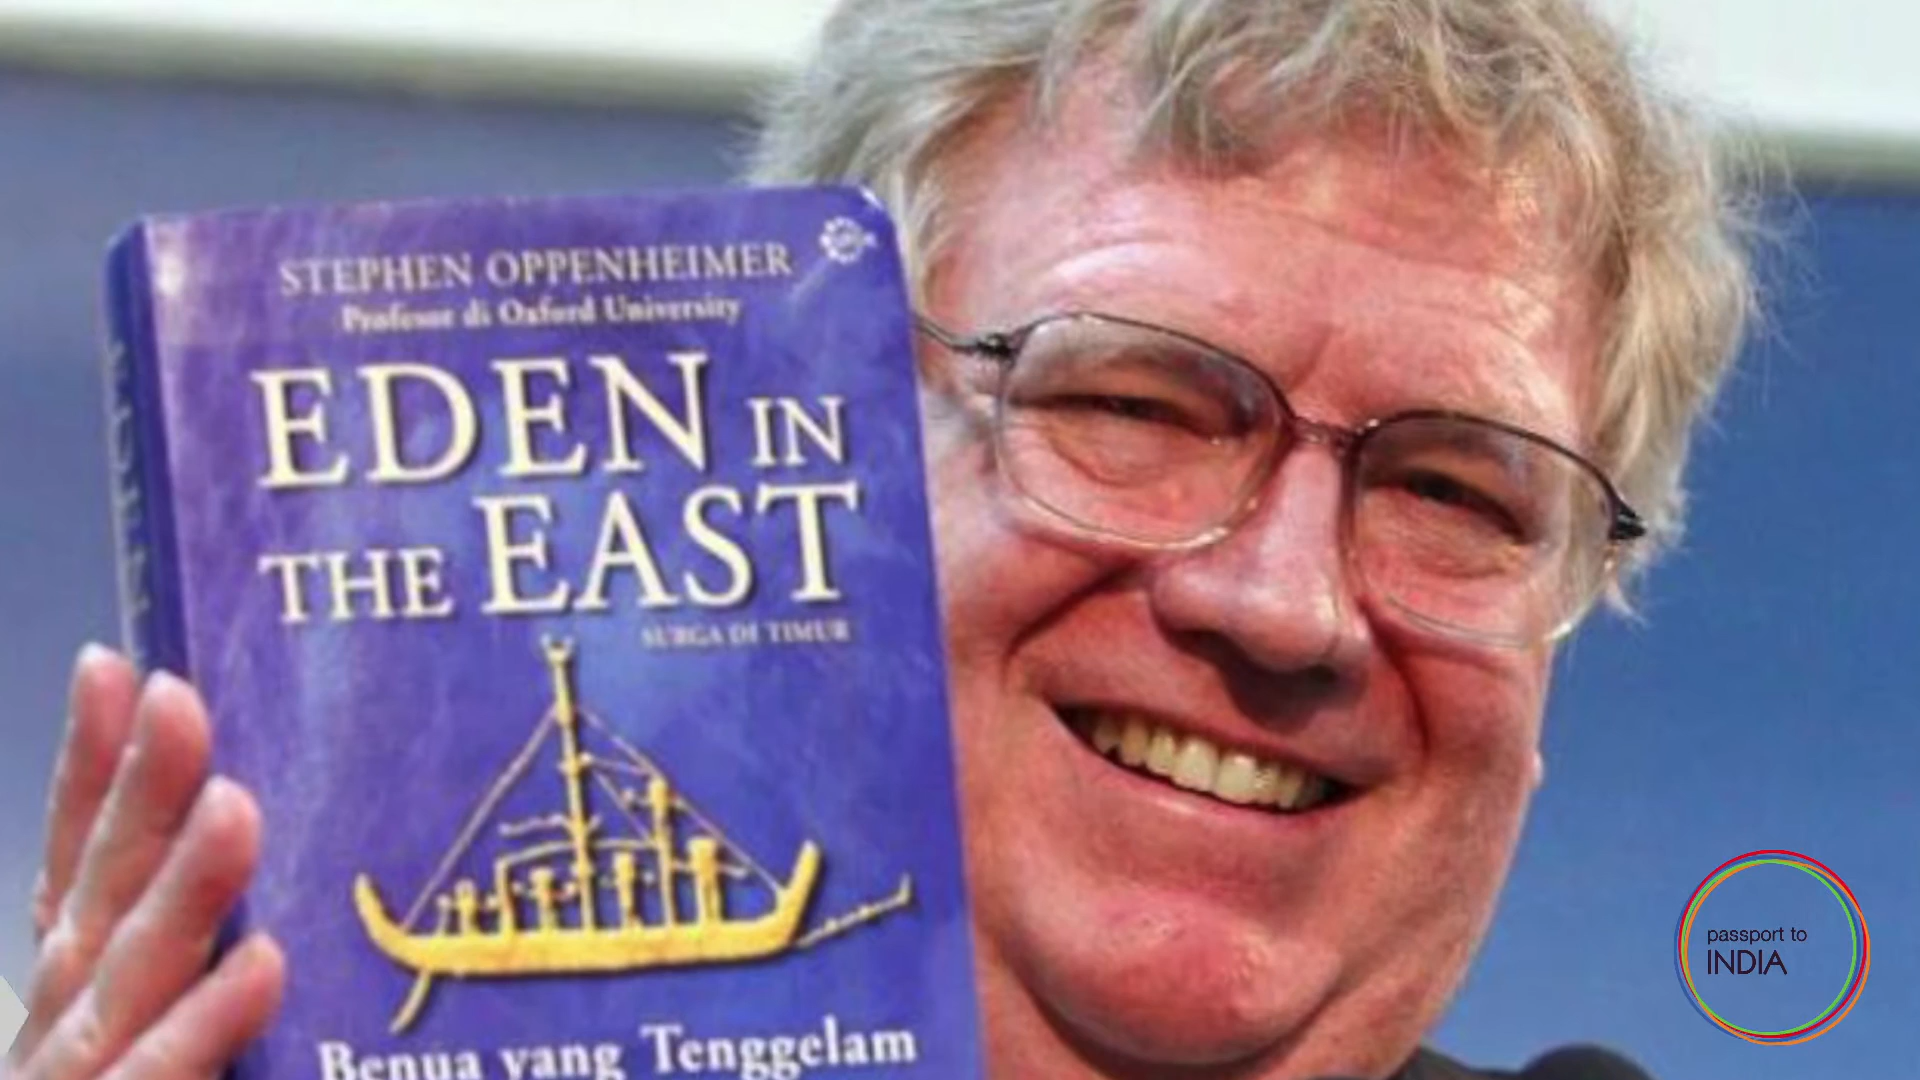 STEPHEN OPPENHEIMER
Profesor di Oxford University
EDEN IN
THE EAST
SURGA DI TIMUR
Benua yang Tenggelam
passport to
INDIA